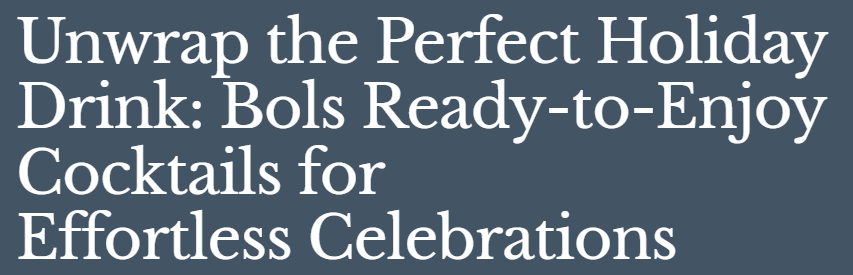 Unwrap the Perfect Holiday
Drink: Bols Ready-to-Enjoy
Cocktails for
Effortless Celebrations